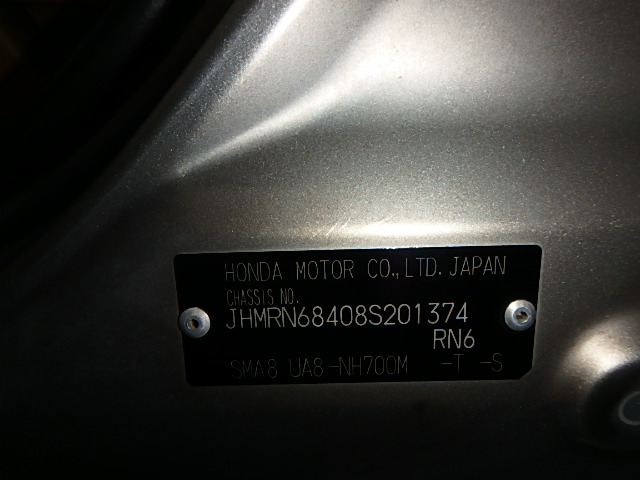 HONDA MOTOR CO., LTD. JAPAN
CHASSIS NO.
JHMRN68408S201374
RN6
SMA8 UA8-NH700M -T -S